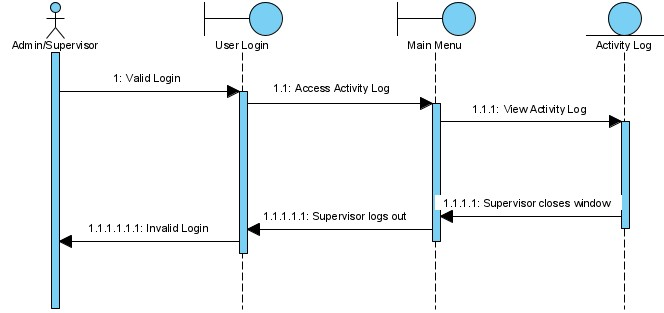 Admin/Supervisor
User Login
Main Menu
Activity Log
1: Valid Login
1.1: Access Activity Log
1.1.1: View Activity Log
1.1.1.1: Supervisor closes window
1.1.1.1.1: Supervisor logs out
1.1.1.1.1.1: Invalid Login